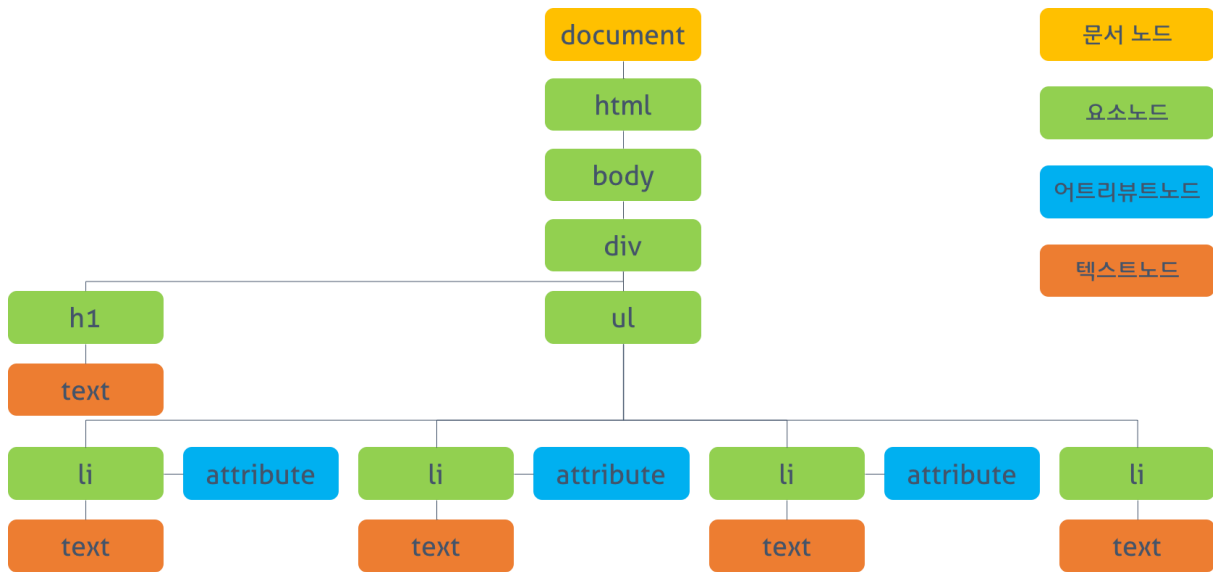 document
문서 노드
html
요소노드
body
어트리뷰트노드
div
텍스트노드
h1
ul
text
li
attribute
li
attribute
li
attribute
li
text
text
text
text